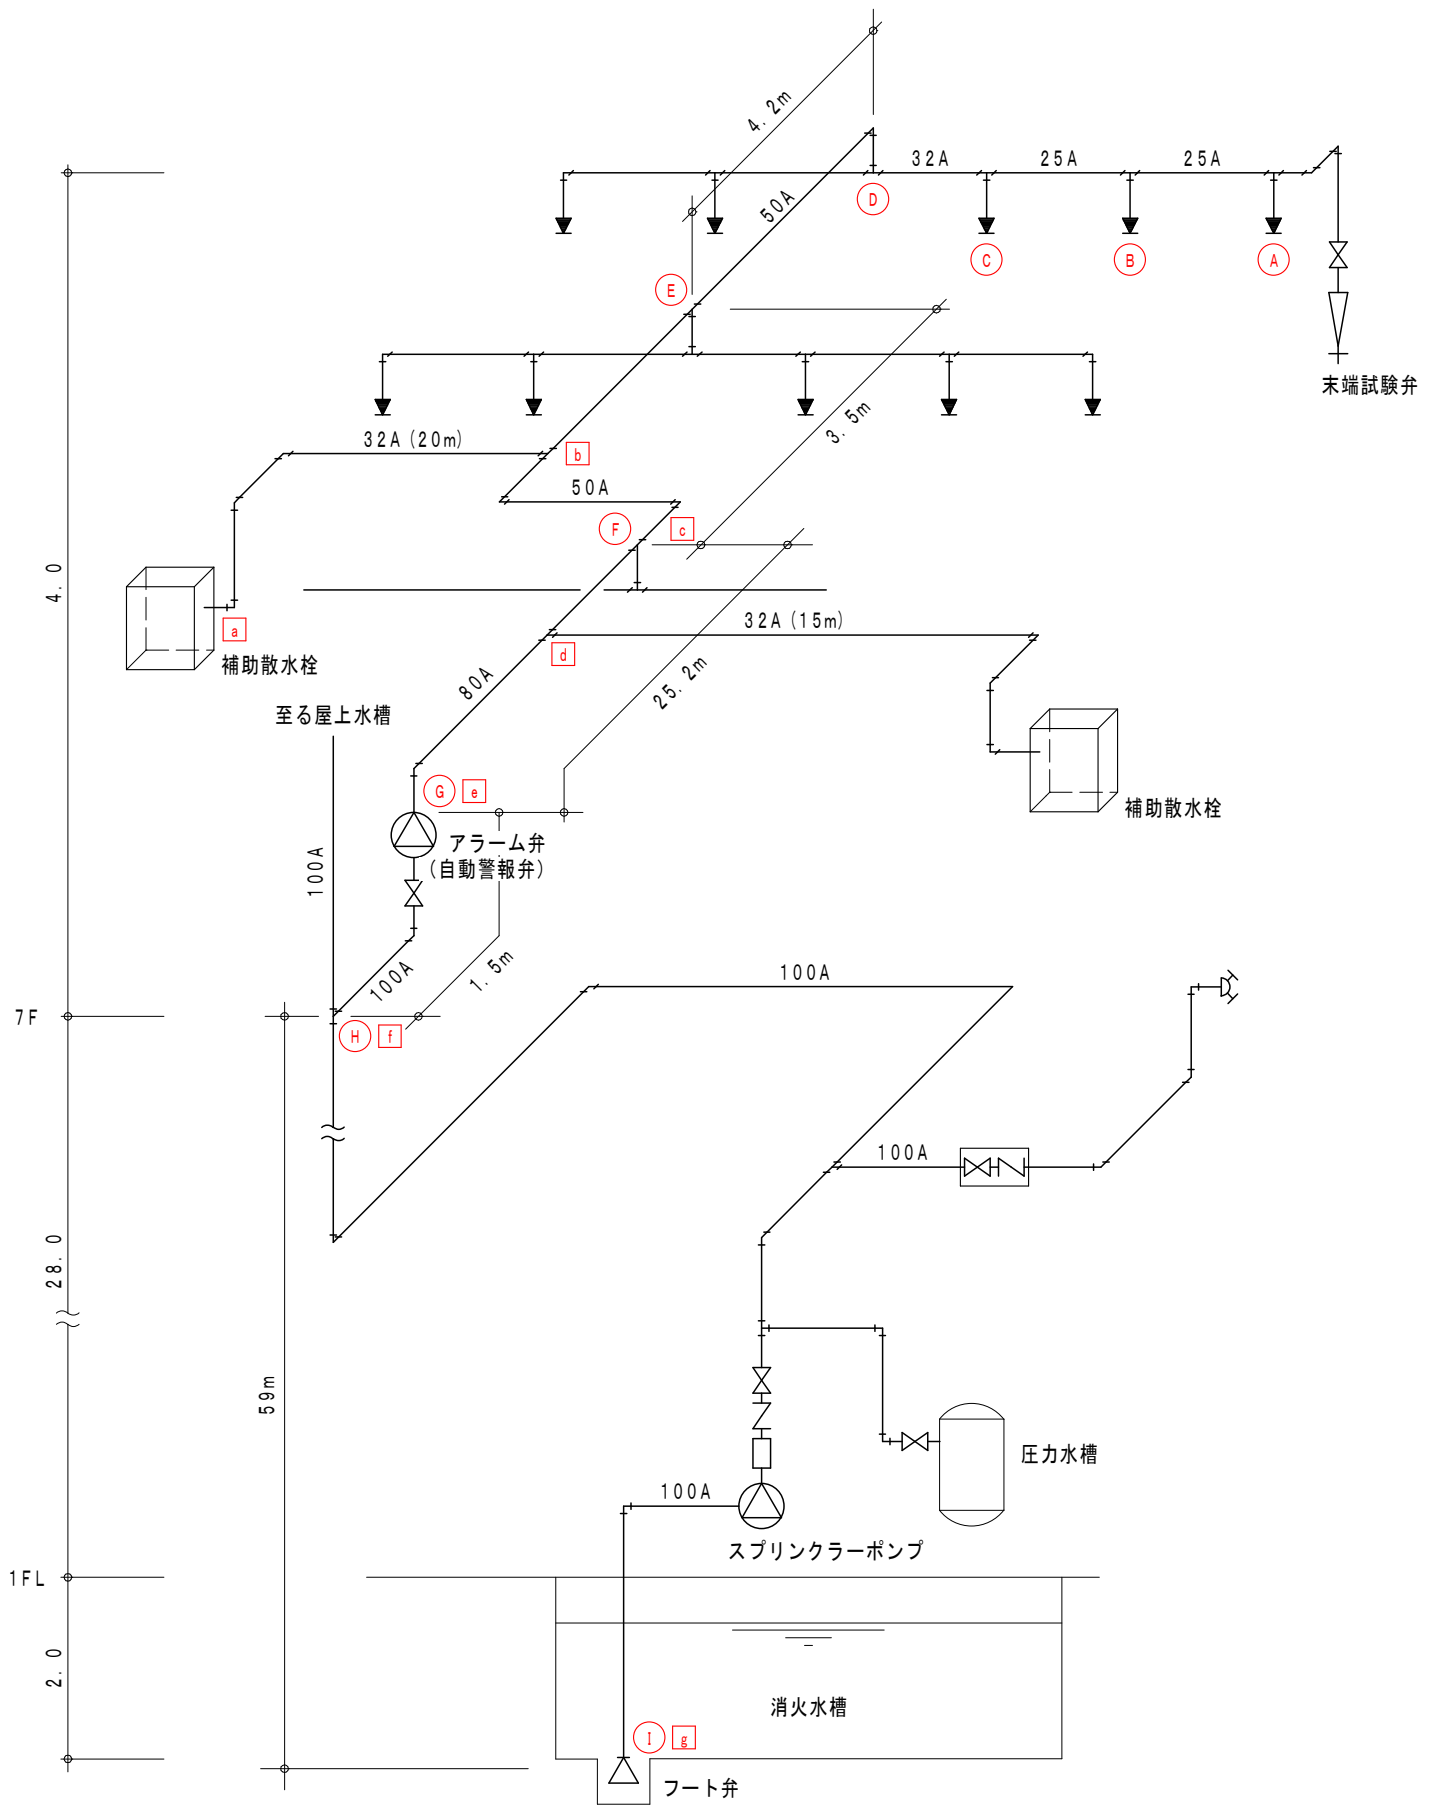 4.2m
32A
25A
25A
50A
D
C
B
A
E
末端試験弁
3.5m
32A(20m)
b
50A
F
c
4.0
a
補助散水栓
32A(15m)
d
80A
25.2m
至る屋上水槽
G
e
補助散水栓
アラーム弁
(自動警報弁)
100A
100A
1.5m
100A
7F
H
f
100A
28.0
59m
圧力水槽
100A
スプリンクラーポンプ
1FL
2.0
消火水槽
I
g
フート弁